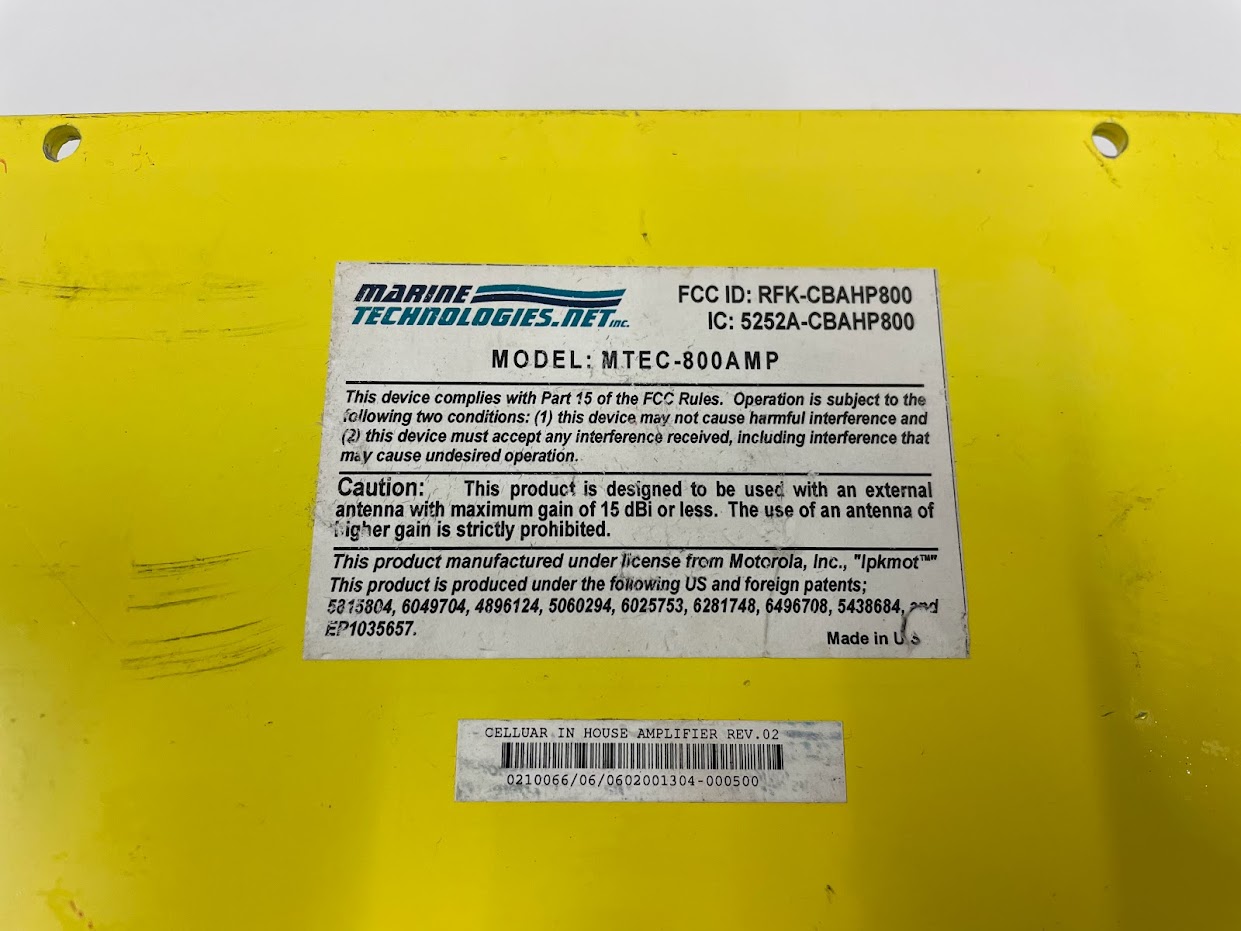 MARINE
TECHNOLOGIES.NET INC.
FCC ID: RFK-CBAHP800
IC: 5252A-CBAHP800
MODEL: MTEC-800AMP
This device complies with Part 15 of the FCC Rules. Operation is subject to the
following two conditions: (1) this device may not cause harmful interference and
(2) this device must accept any interference received, including interference that
may cause undesired operation.
Caution: This product is designed to be used with an external
antenna with maximum gain of 15 dBi or less. The use of an antenna of
higher gain is strictly prohibited.
This product manufactured under license from Motorola, Inc., "Ipkmot™"
This product is produced under the following US and foreign patents;
5815804, 6049704, 4896124, 5060294, 6025753, 6281748, 6496708, 5438684, and
EP1035657.
Made in US
CELLUAR IN HOUSE AMPLIFIER REV.02
0210066/06/0602001304-000500